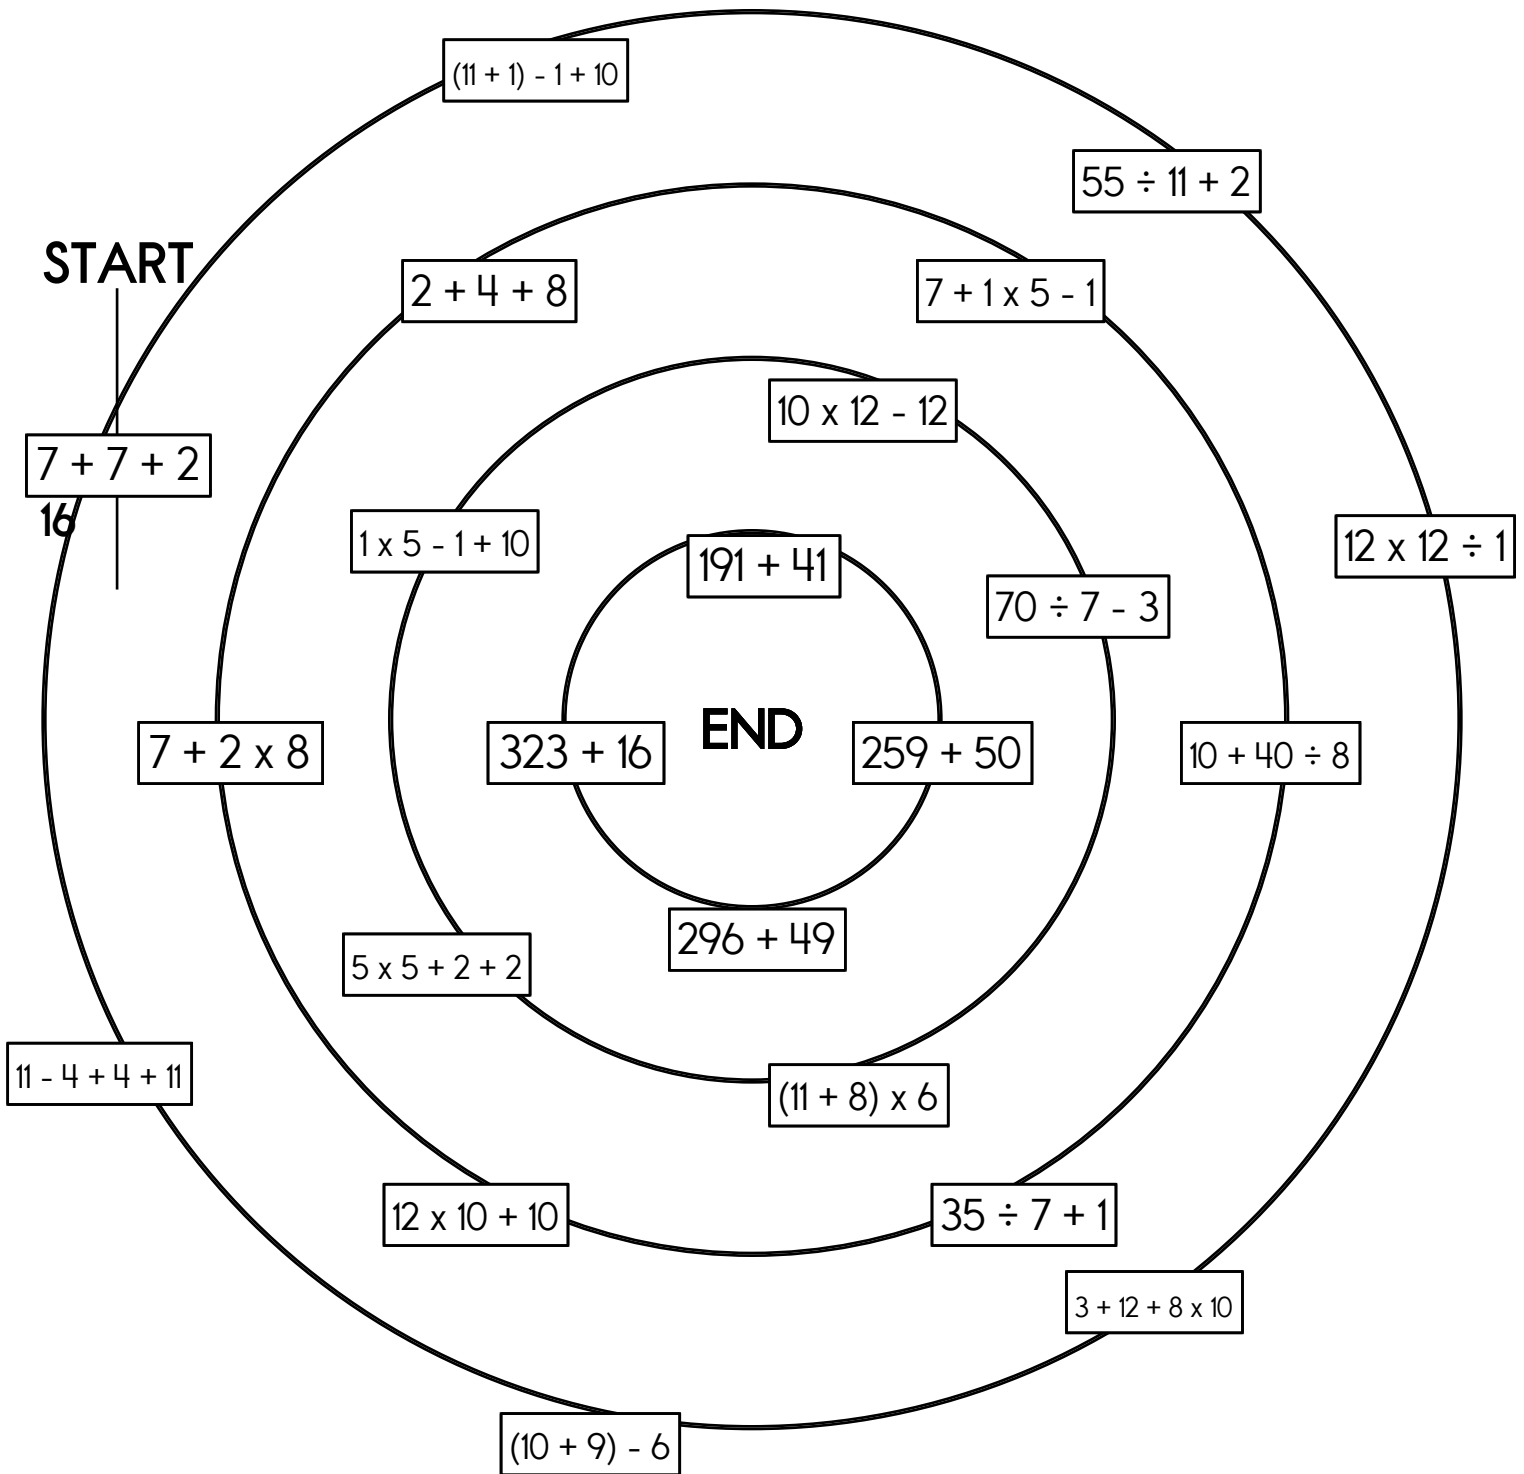 (11 + 1) - 1 + 10
55 ÷ 11 + 2
START
2 + 4 + 8
7 + 1 x 5 - 1
10 x 12 - 12
7 + 7 + 2
16
1 x 5 - 1 + 10
12 x 12 ÷ 1
191 + 41
70 ÷ 7 - 3
END
7 + 2 x 8
323 + 16
259 + 50
10 + 40 ÷ 8
296 + 49
5 x 5 + 2 + 2
11 - 4 + 4 + 11
(11 + 8) x 6
12 x 10 + 10
35 ÷ 7 + 1
3 + 12 + 8 x 10
(10 + 9) - 6